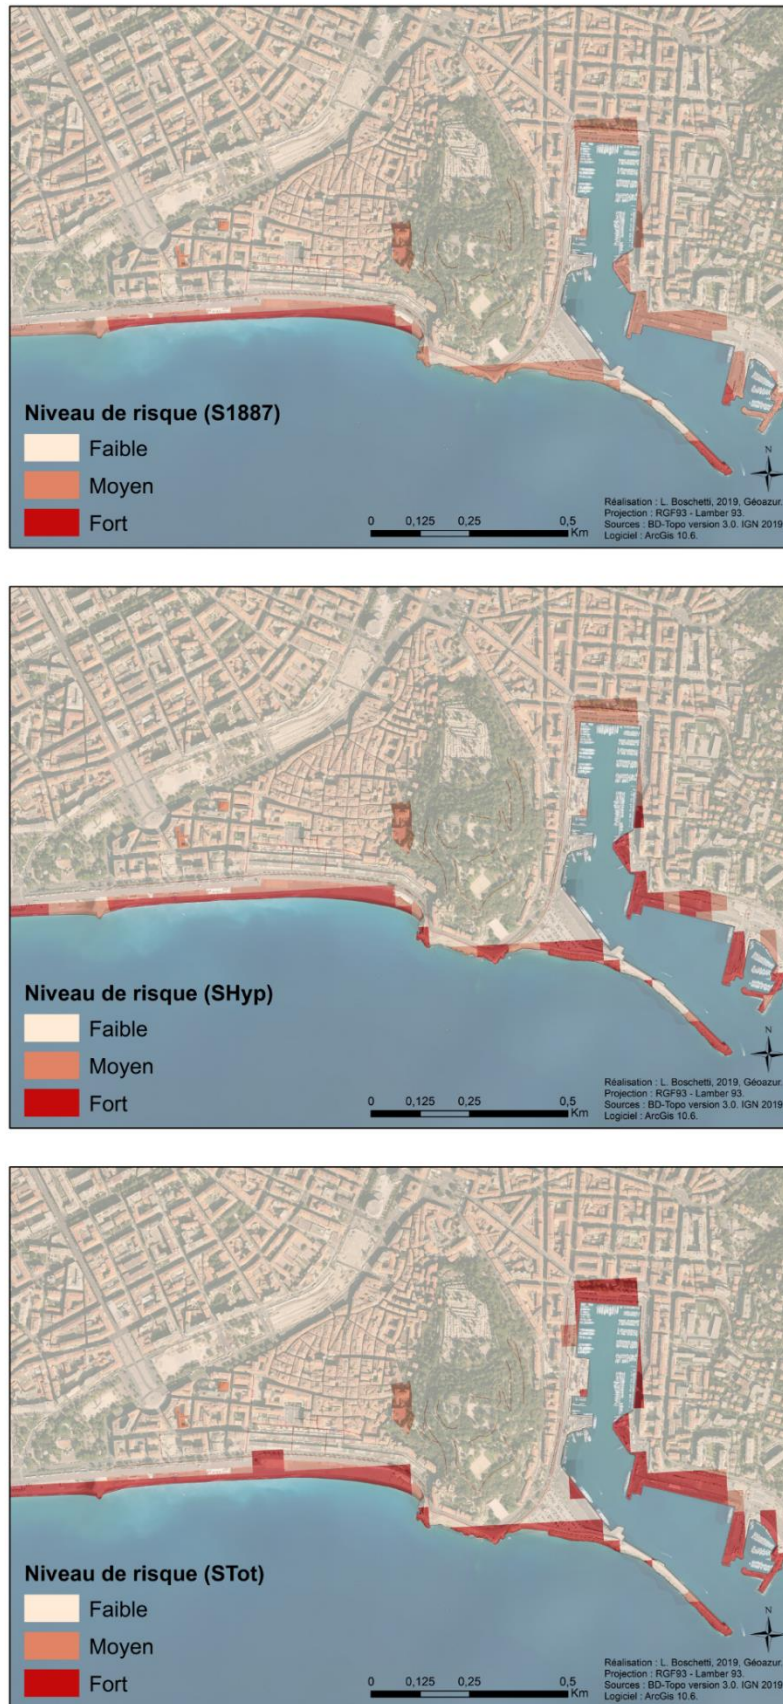 Niveau de risque (S1887)
Faible
Moyen
Fort
0 0,125 0,25 0,5
Km
N
Réalisation : L. Boschetti, 2019, Géoazur.
Projection : RGF93 - Lamber 93.
Sources : BD-Topo version 3.0. IGN 2019
Logiciel : ArcGis 10.6.
Niveau de risque (SHyp)
Faible
Moyen
Fort
0 0,125 0,25 0,5
Km
N
Réalisation : L. Boschetti, 2019, Géoazur.
Projection : RGF93 - Lamber 93.
Sources : BD-Topo version 3.0. IGN 2019
Logiciel : ArcGis 10.6.
Niveau de risque (STot)
Faible
Moyen
Fort
0 0,125 0,25 0,5
Km
N
Réalisation : L. Boschetti, 2019, Géoazur.
Projection : RGF93 - Lamber 93.
Sources : BD-Topo version 3.0. IGN 2019
Logiciel : ArcGis 10.6.